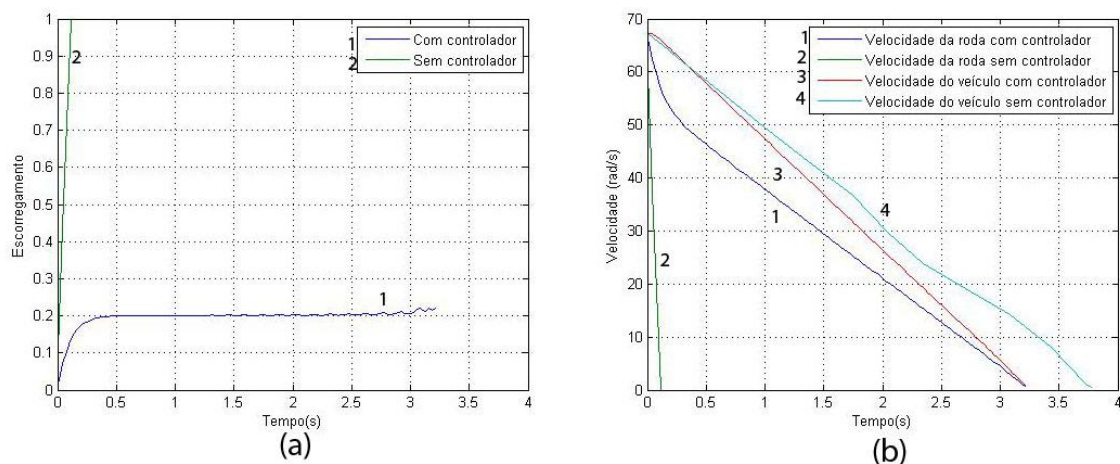 1
0.9
0.8
0.7
0.6
0.5
0.4
0.3
0.2
0.1
0
Escorregamento
2
1 Com controlador
2 Sem controlador
1
0 0.5 1 1.5 2 2.5 3 3.5 4
Tempo(s)
(a)
70
60
50
40
30
20
10
0
Velocidade (rad/s)
1 Velocidade da roda com controlador
2 Velocidade da roda sem controlador
3 Velocidade do veículo com controlador
4 Velocidade do veículo sem controlador
3
1
4
2
0 0.5 1 1.5 2 2.5 3 3.5 4
Tempo(s)
(b)